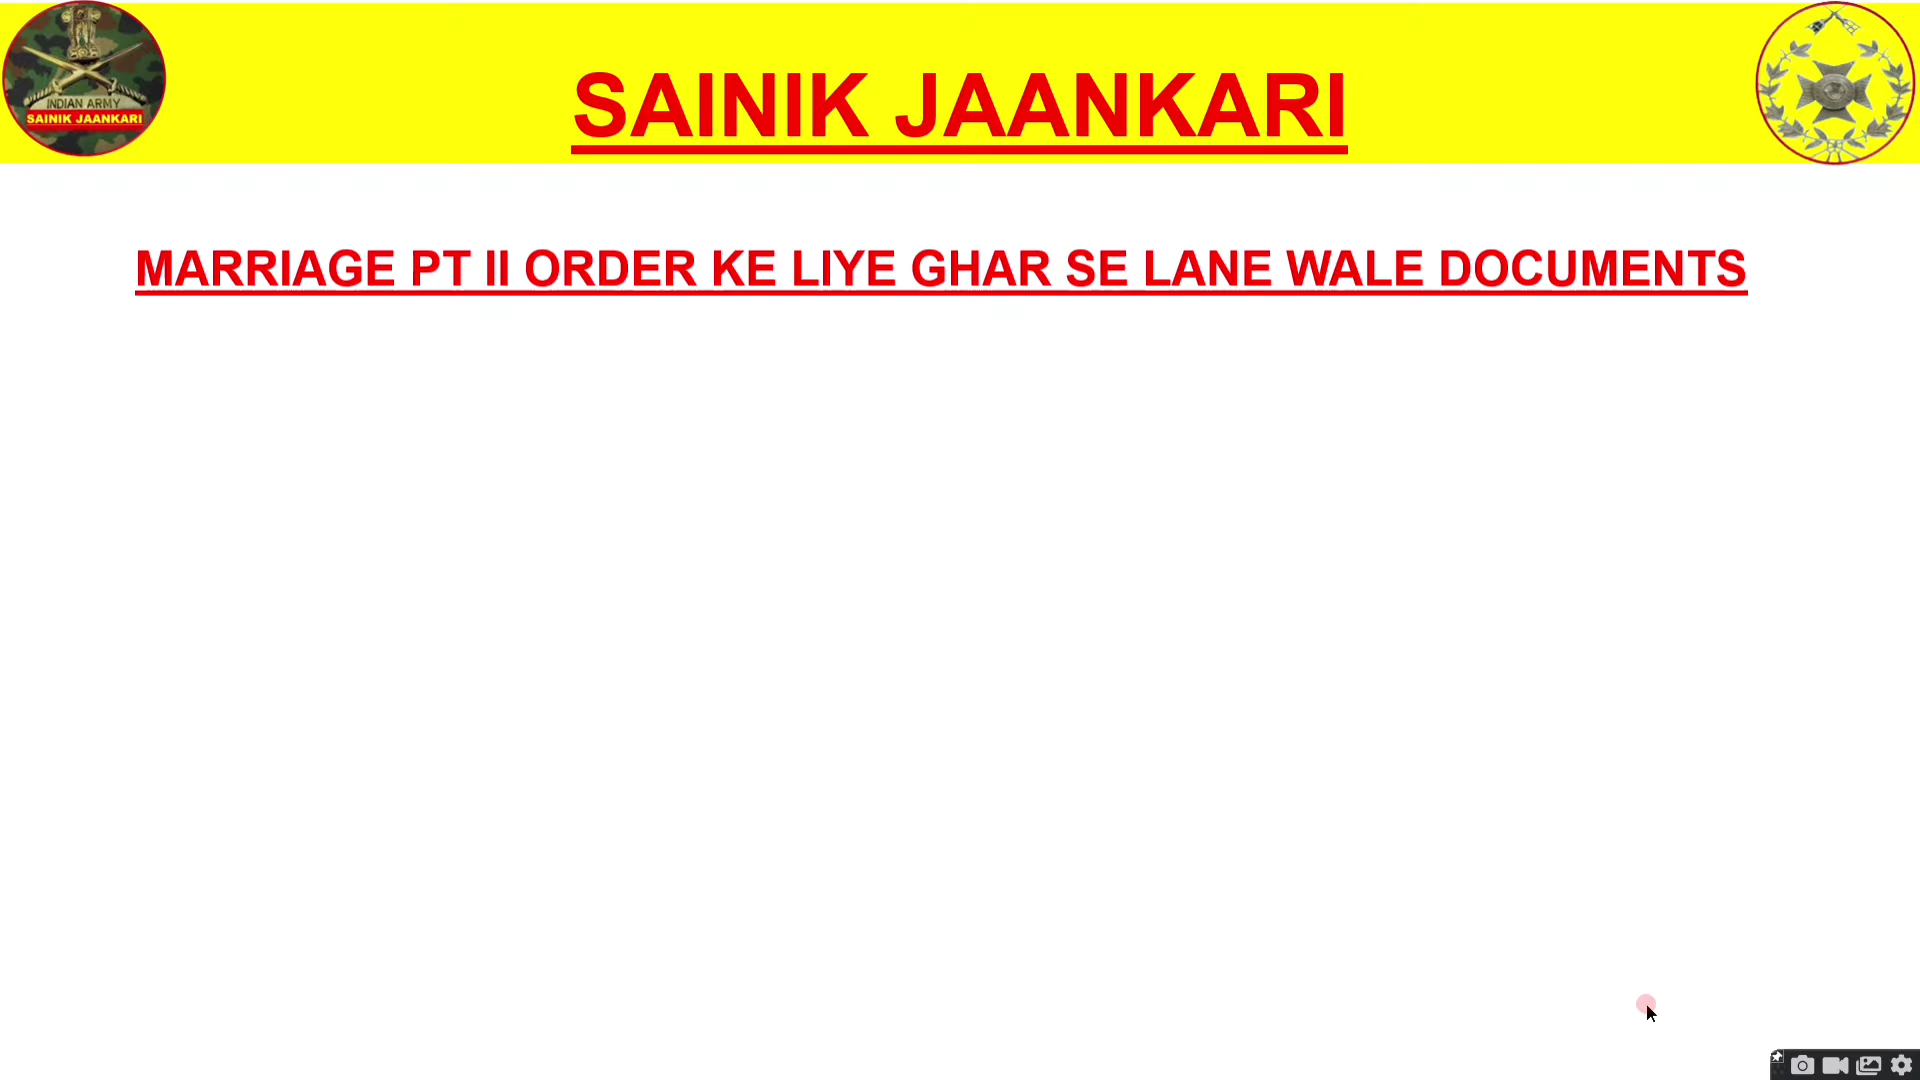 SAINIK JAANKARI
INDIAN ARMY
SAINIK JAANKARI
MARRIAGE PT II ORDER KE LIYE GHAR SE LANE WALE DOCUMENTS